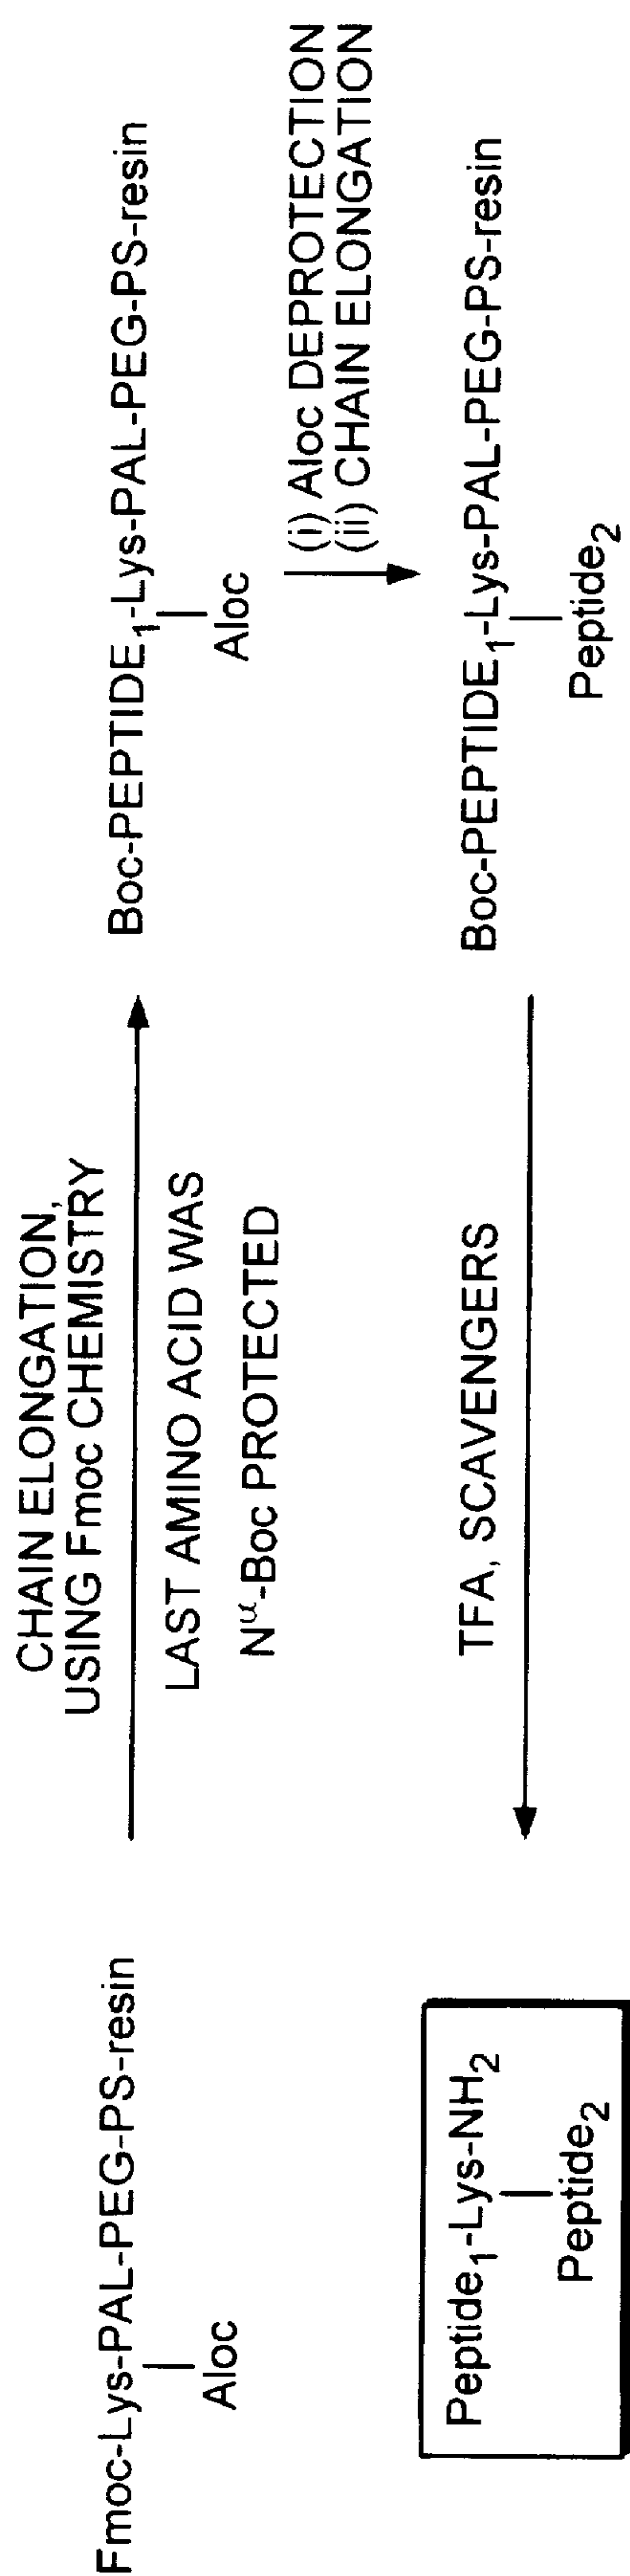 Fmoc-Lys-PAL-PEG-PS-resin
Aloc
CHAIN ELONGATION,
USING Fmoc CHEMISTRY
LAST AMINO ACID WAS
Nα-Boc PROTECTED
Boc-PEPTIDE1-Lys-PAL-PEG-PS-resin
Aloc
(i) Aloc DEPROTECTION
(ii) CHAIN ELONGATION
Boc-PEPTIDE1-Lys-PAL-PEG-PS-resin
Peptide2
TFA, SCAVENGERS
Peptide1-Lys-NH2
Peptide2